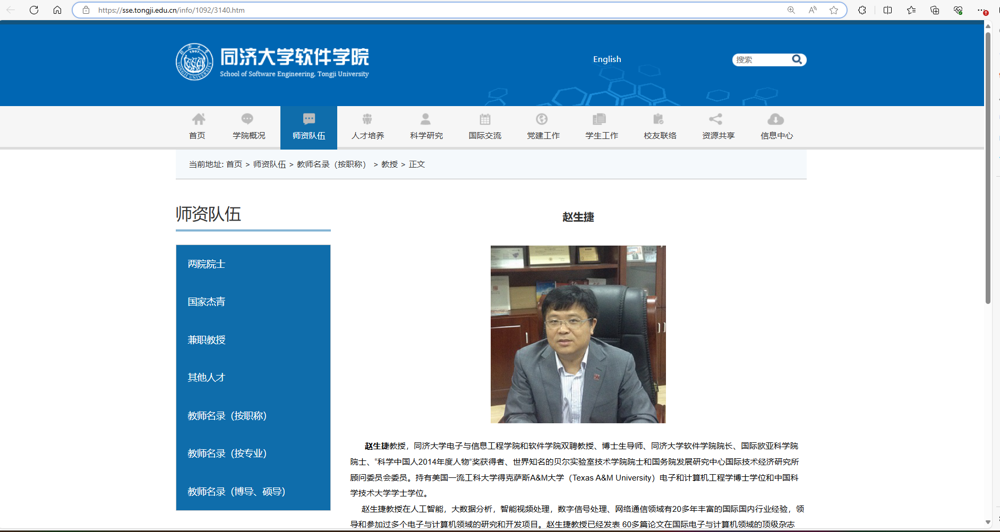 https://sse.tongji.edu.cn/info/1092/3140.htm
同济大学软件学院
School of Software Engineering, Tongji University
English
搜索
首页
学院概况
师资队伍
人才培养
科学研究
国际交流
党建工作
学生工作
校友联络
资源共享
信息中心
当前地址: 首页 > 师资队伍 > 教师名录（按职称） > 教授 > 正文
师资队伍
两院院士
国家杰青
兼职教授
其他人才
教师名录（按职称）
教师名录（按专业）
教师名录（博导、硕导）
赵生捷
赵生捷教授，同济大学电子与信息工程学院和软件学院双聘教授、博士生导师、同济大学软件学院院长、国际欧亚科学院
院士、“科学中国人2014年度人物”奖获得者、世界知名的贝尔实验室技术学院院士和国务院发展研究中心国际技术经济研究所
顾问委员会委员。持有美国一流工科大学得克萨斯A&M大学（Texas A&M University）电子和计算机工程学博士学位和中国科
学技术大学学士学位。
赵生捷教授在人工智能，大数据分析，智能视频处理，数字信号处理、网络通信领域有20多年丰富的国际国内行业经验，领
导和参加过多个电子与计算机领域的研究和开发项目。赵生捷教授已经发表 60多篇论文在国际电子与计算机领域的顶级杂志